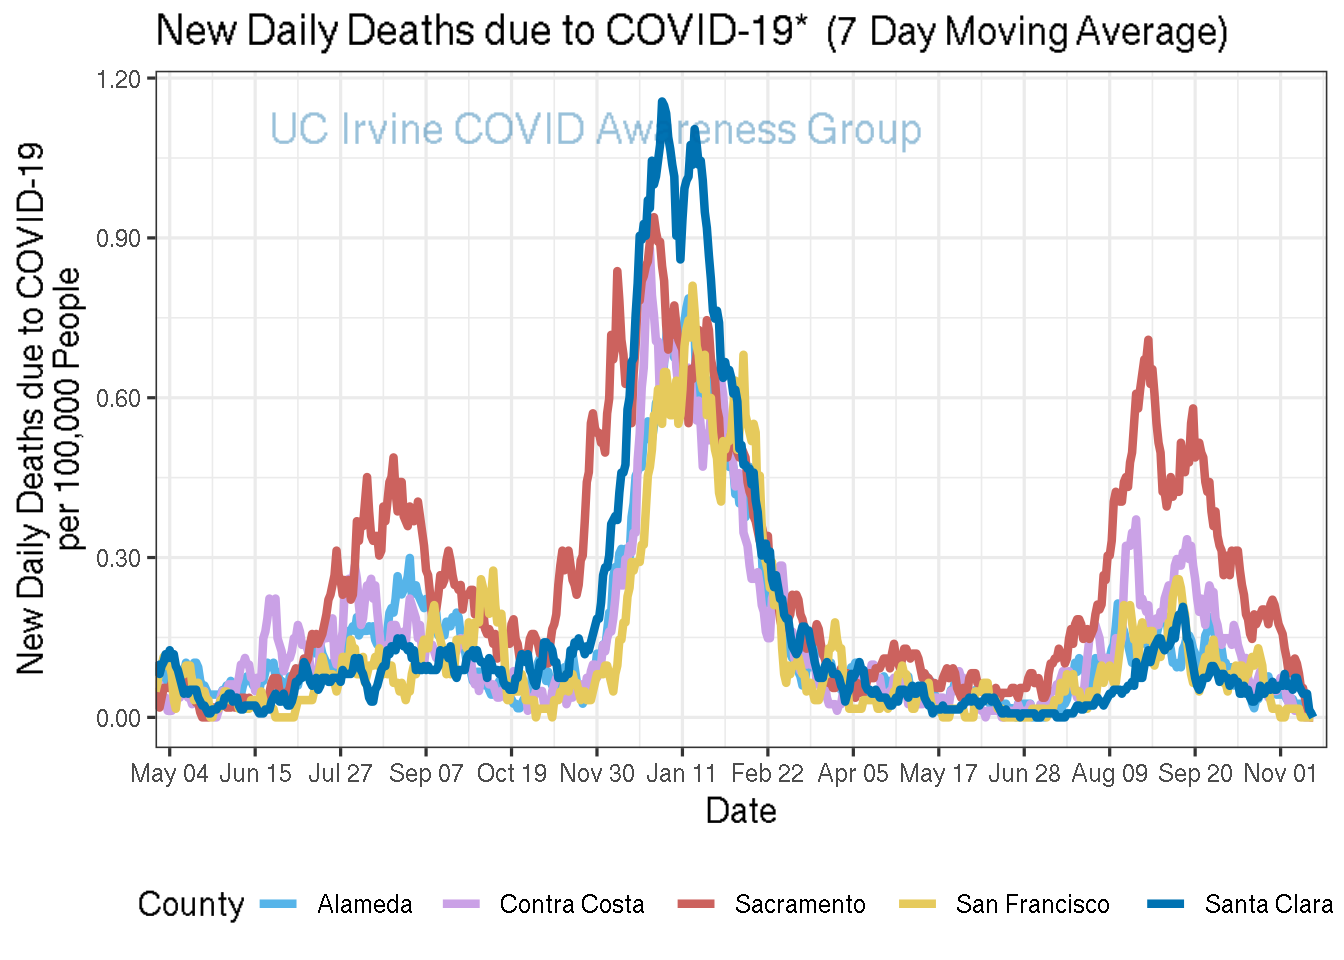 New Daily Deaths due to COVID-19* (7 Day Moving Average)
UC Irvine COVID Awareness Group
New Daily Deaths due to COVID-19
per 100,000 People
1.20
0.90
0.60
0.30
0.00
May 04 Jun 15 Jul 27 Sep 07 Oct 19 Nov 30 Jan 11 Feb 22 Apr 05 May 17 Jun 28 Aug 09 Sep 20 Nov 01
Date
County Alameda Contra Costa Sacramento San Francisco Santa Clara